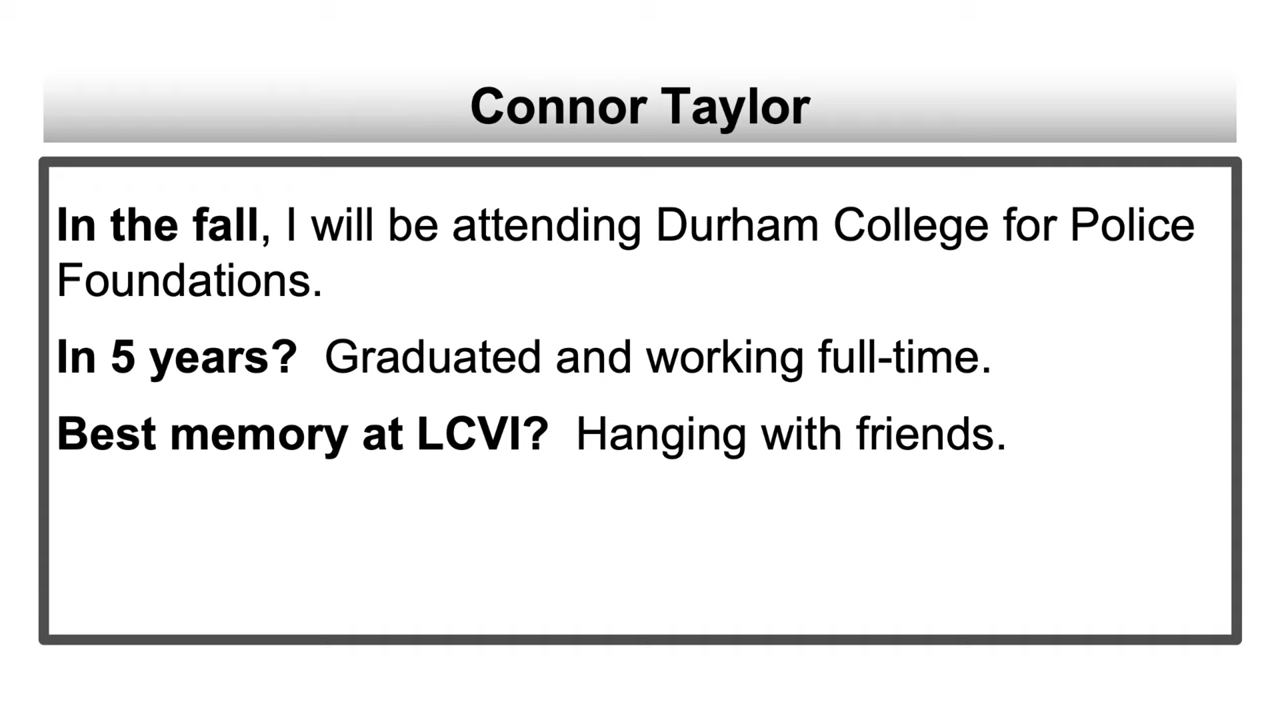 Connor Taylor
In the fall, I will be attending Durham College for Police
Foundations.
In 5 years?  Graduated and working full-time.
Best memory at LCVI?  Hanging with friends.